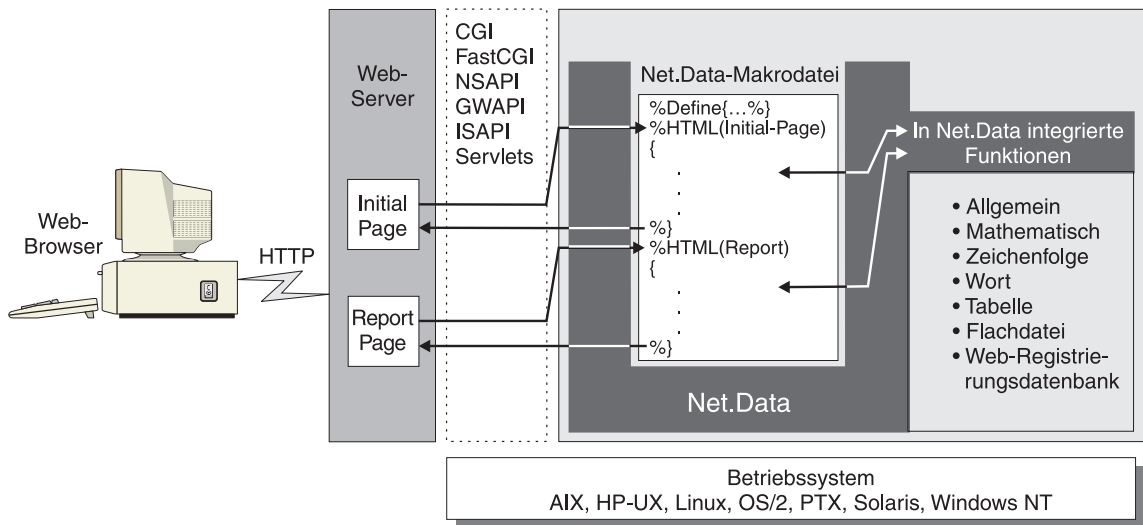 Web-
Browser
HTTP
Web-
Server
Initial
Page
Report
Page
CGI
FastCGI
NSAPI
GWAPI
ISAPI
Servlets
Net.Data-Makrodatei
%Define{...%}
%HTML(Initial-Page)
{
.
.
.
%}
%HTML(Report)
{
.
.
.
%}
Net.Data
In Net.Data integrierte
Funktionen
• Allgemein
• Mathematisch
• Zeichenfolge
• Wort
• Tabelle
• Flachdatei
• Web-Registrie-
rungsdatenbank
Betriebssystem
AIX, HP-UX, Linux, OS/2, PTX, Solaris, Windows NT